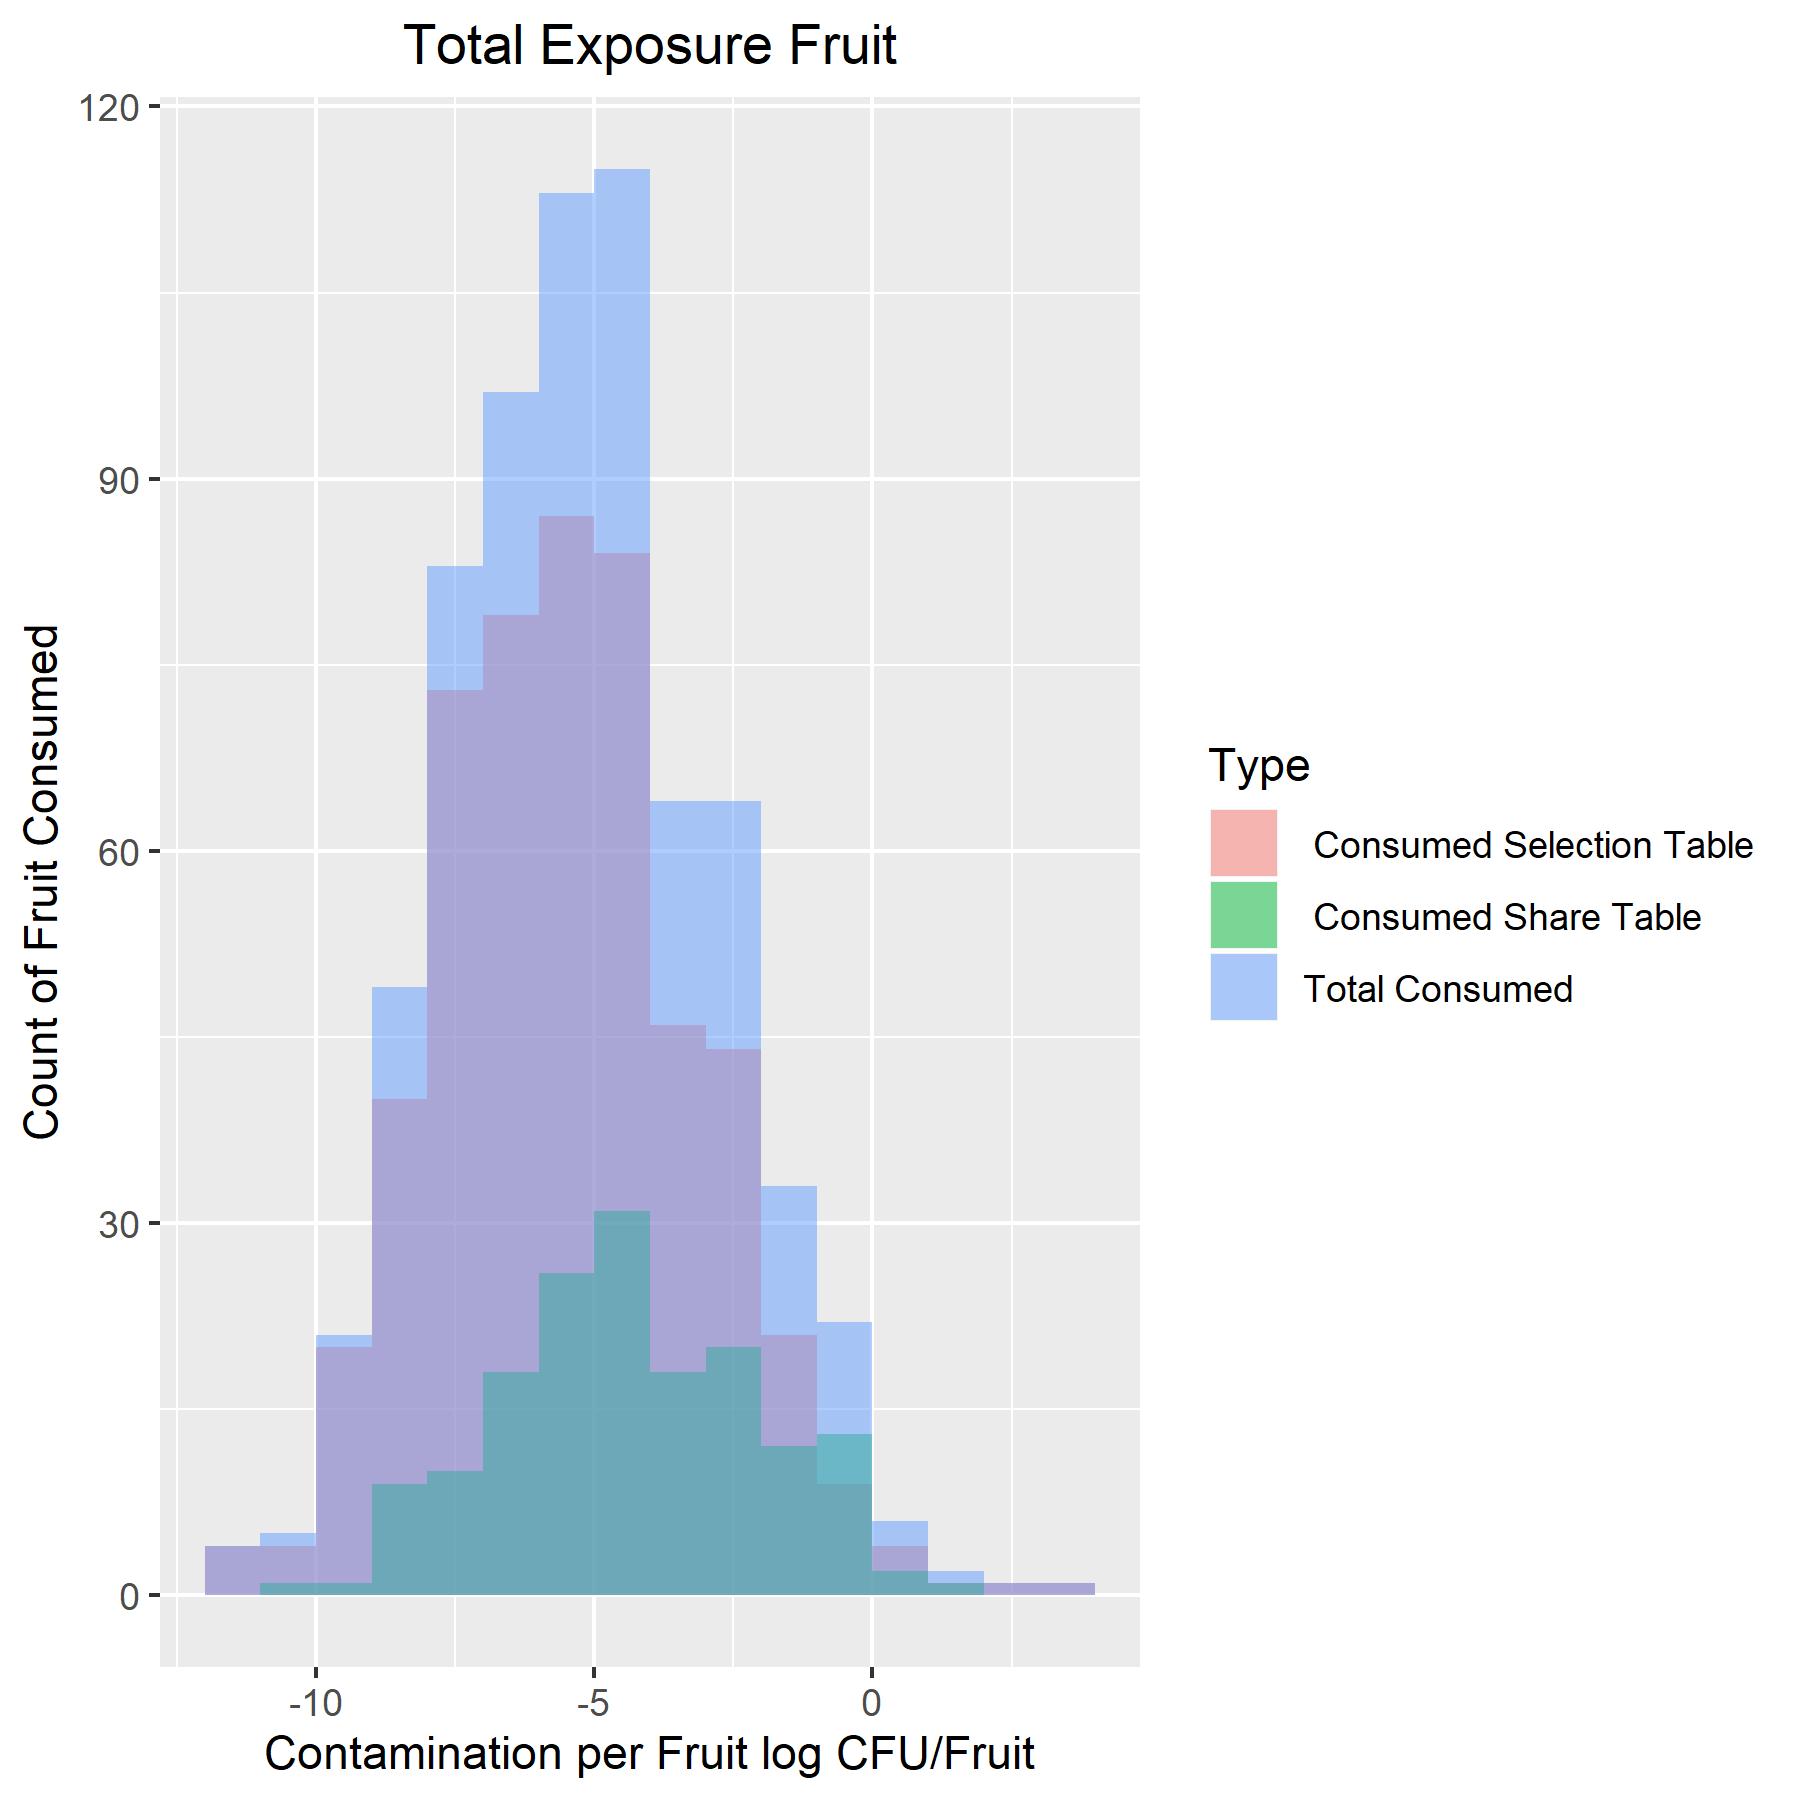 Total Exposure Fruit
120
90
60
30
0
Count of Fruit Consumed
-10
-5
0
Contamination per Fruit log CFU/Fruit
Type
Consumed Selection Table
Consumed Share Table
Total Consumed